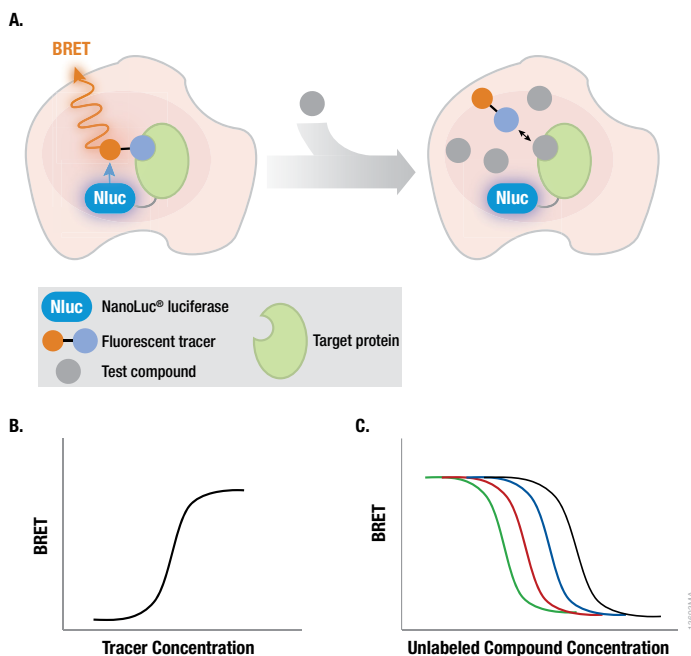 A.
BRET
Nluc
Nluc
Nluc
NanoLuc® luciferase
Fluorescent tracer
Test compound
Target protein
B.
BRET
Tracer Concentration
C.
BRET
Unlabeled Compound Concentration